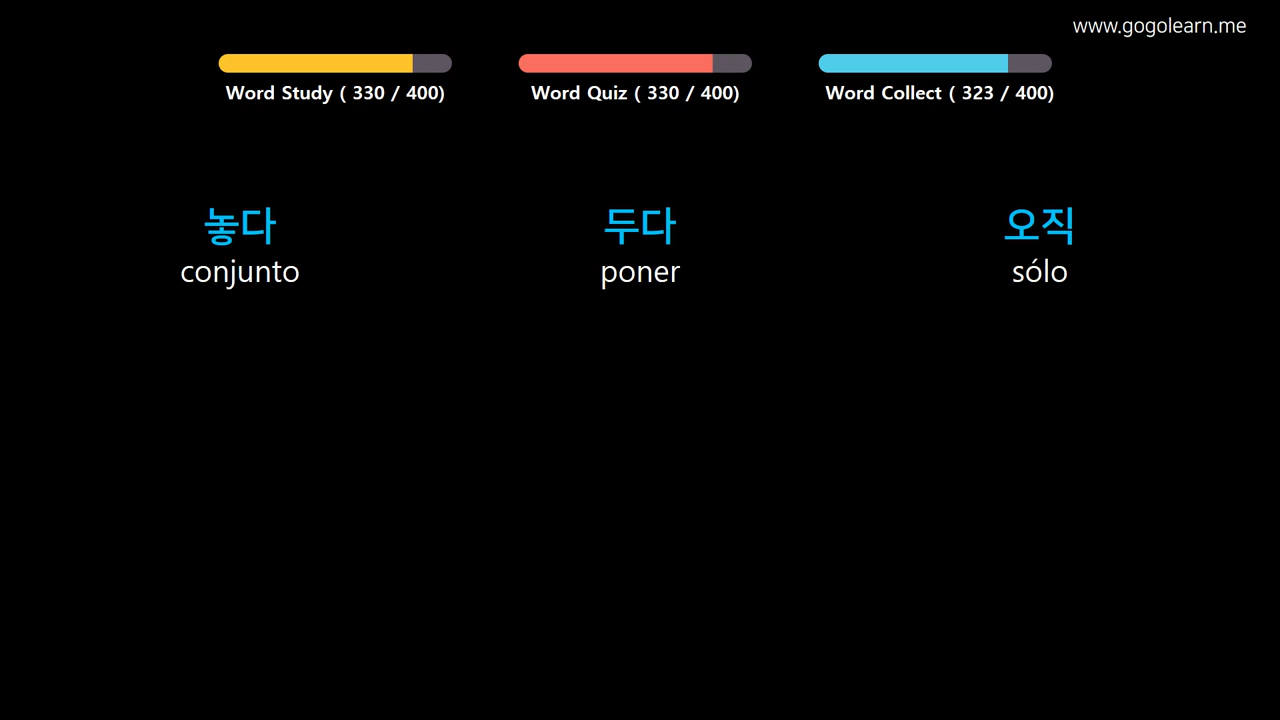 www.gogolearn.me
Word Study ( 330 / 400)
Word Quiz ( 330 / 400)
Word Collect ( 323 / 400)
놓다
conjunto
두다
poner
오직
sólo